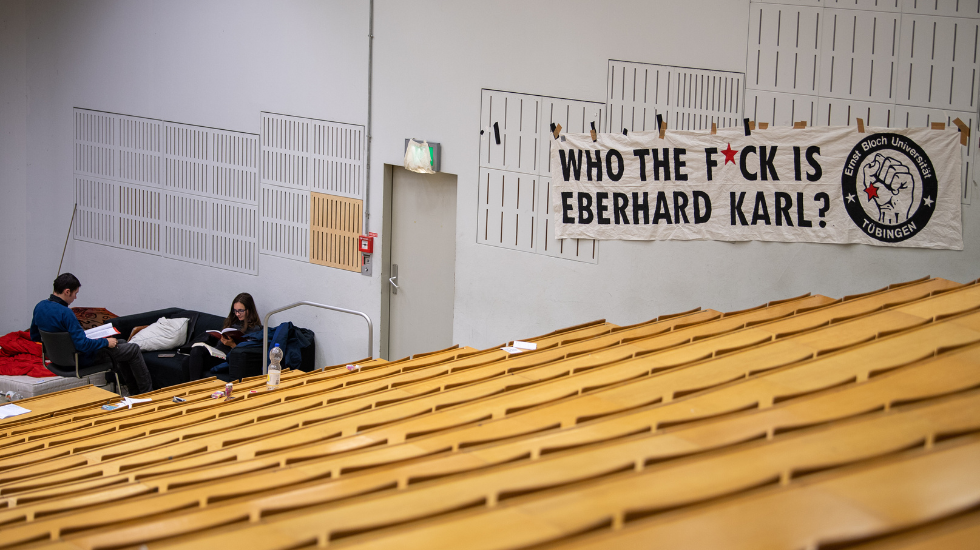 WHO THE F★CK IS
EBERHARD KARL?
Ernst Bloch Universität
TÜBINGEN